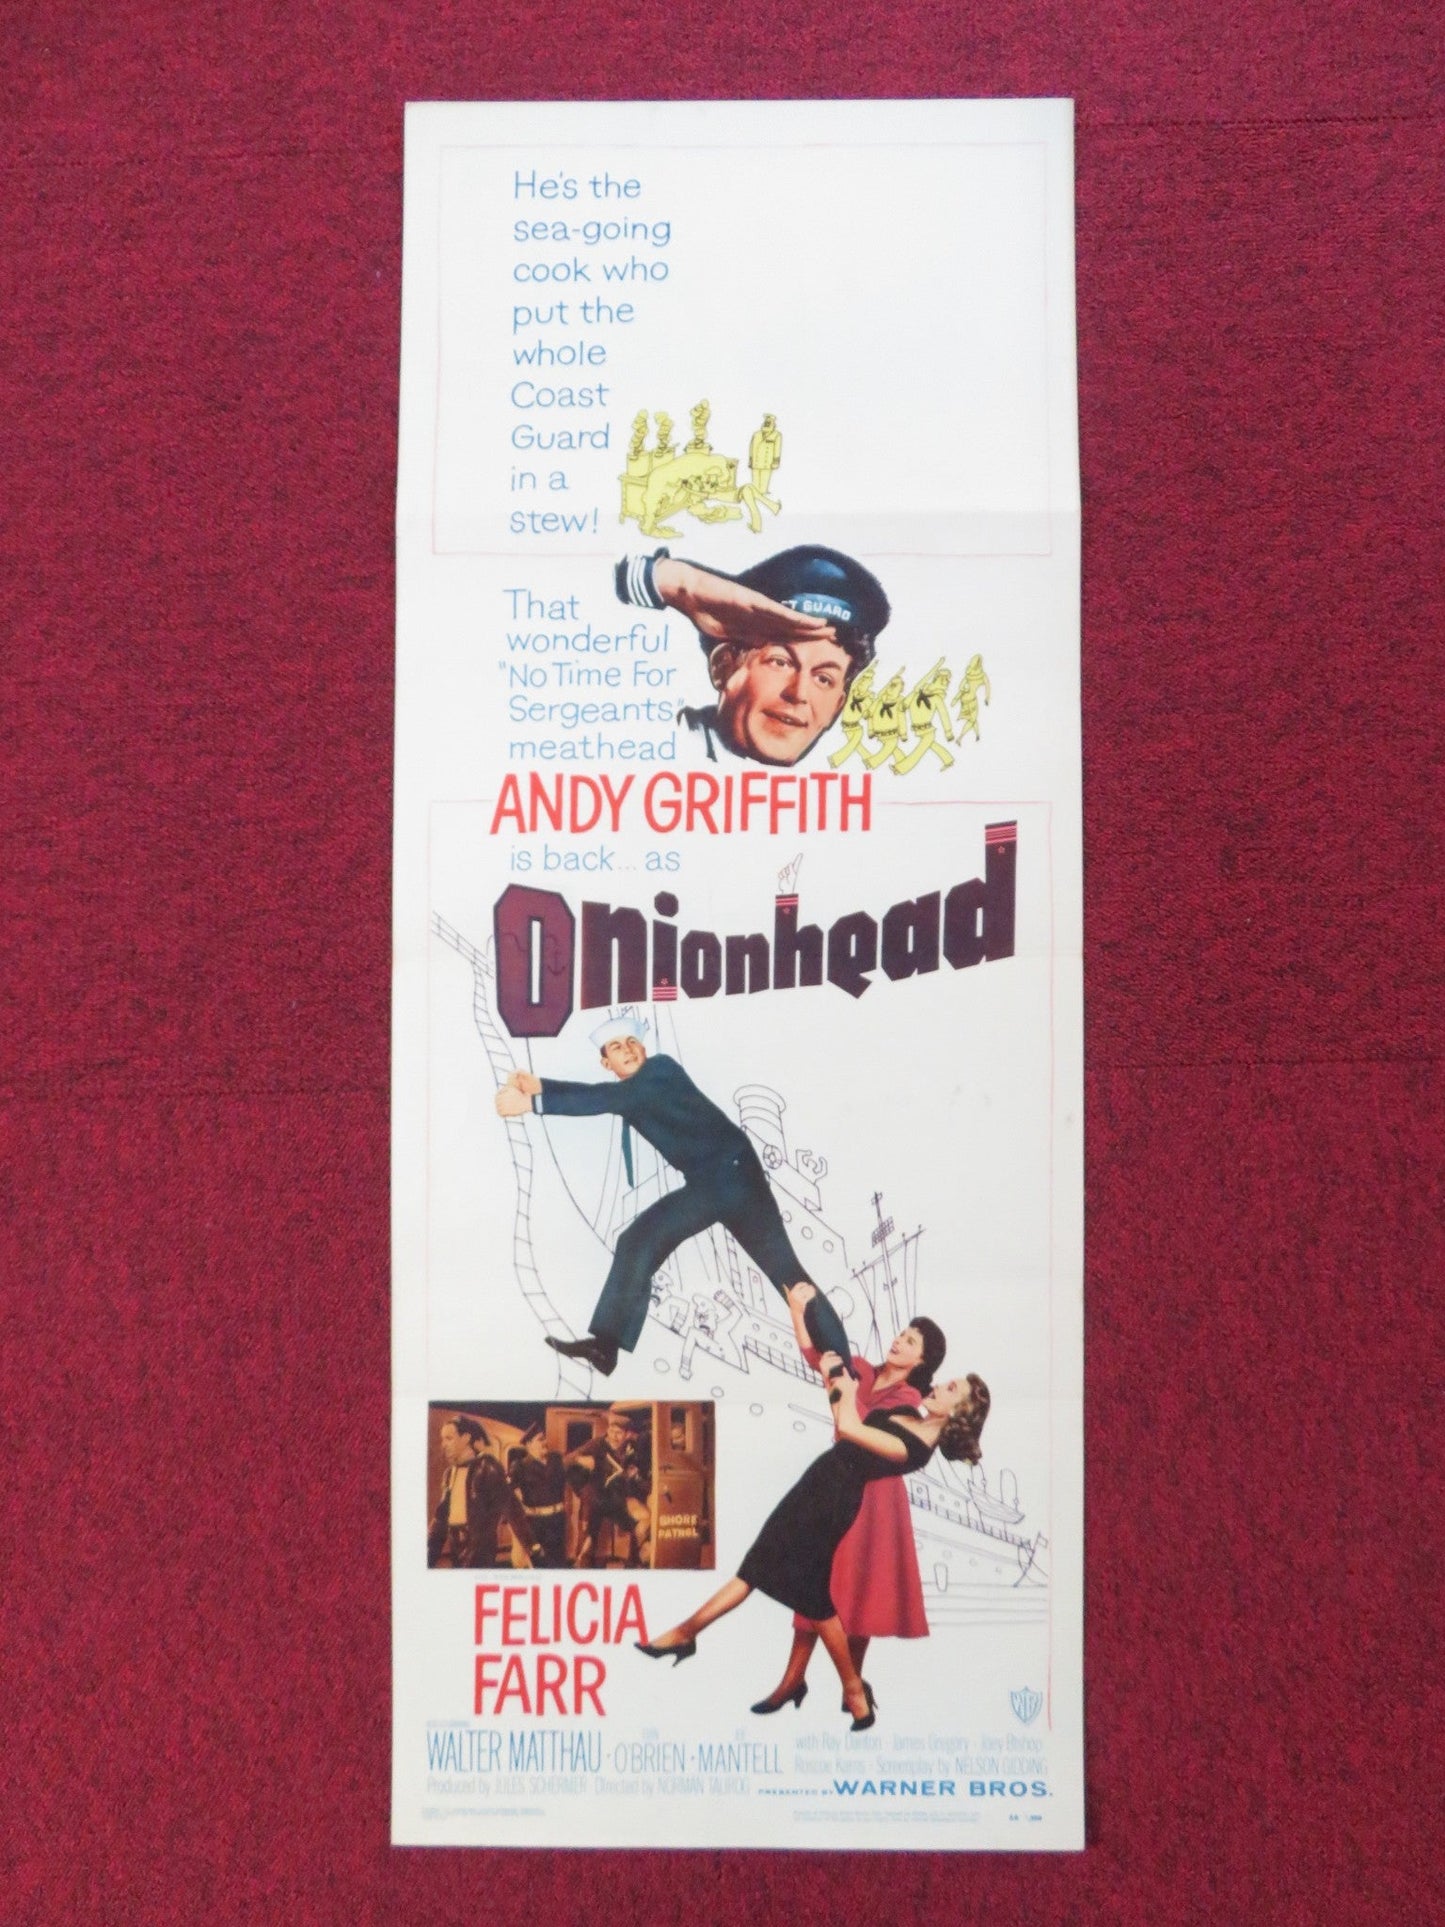 He's the
sea-going
cook who
put the
whole
Coast
Guard
in a
stew!
GUARD
That
wonderful
"No Time For
Sergeants"
meathead
ANDY GRIFFITH
is back... as
Onionhead
SHORE
PATROL
FELICIA
FARR
WALTER MATTHAU · O'BRIEN · MANTELL
with Ray Danton · James Gregory · Joey Bishop
Roscoe Karns · Screenplay by NELSON GIDDING
Produced by JULES SCHERMER Directed by NORMAN TAUROG PRESENTED BY WARNER BROS.